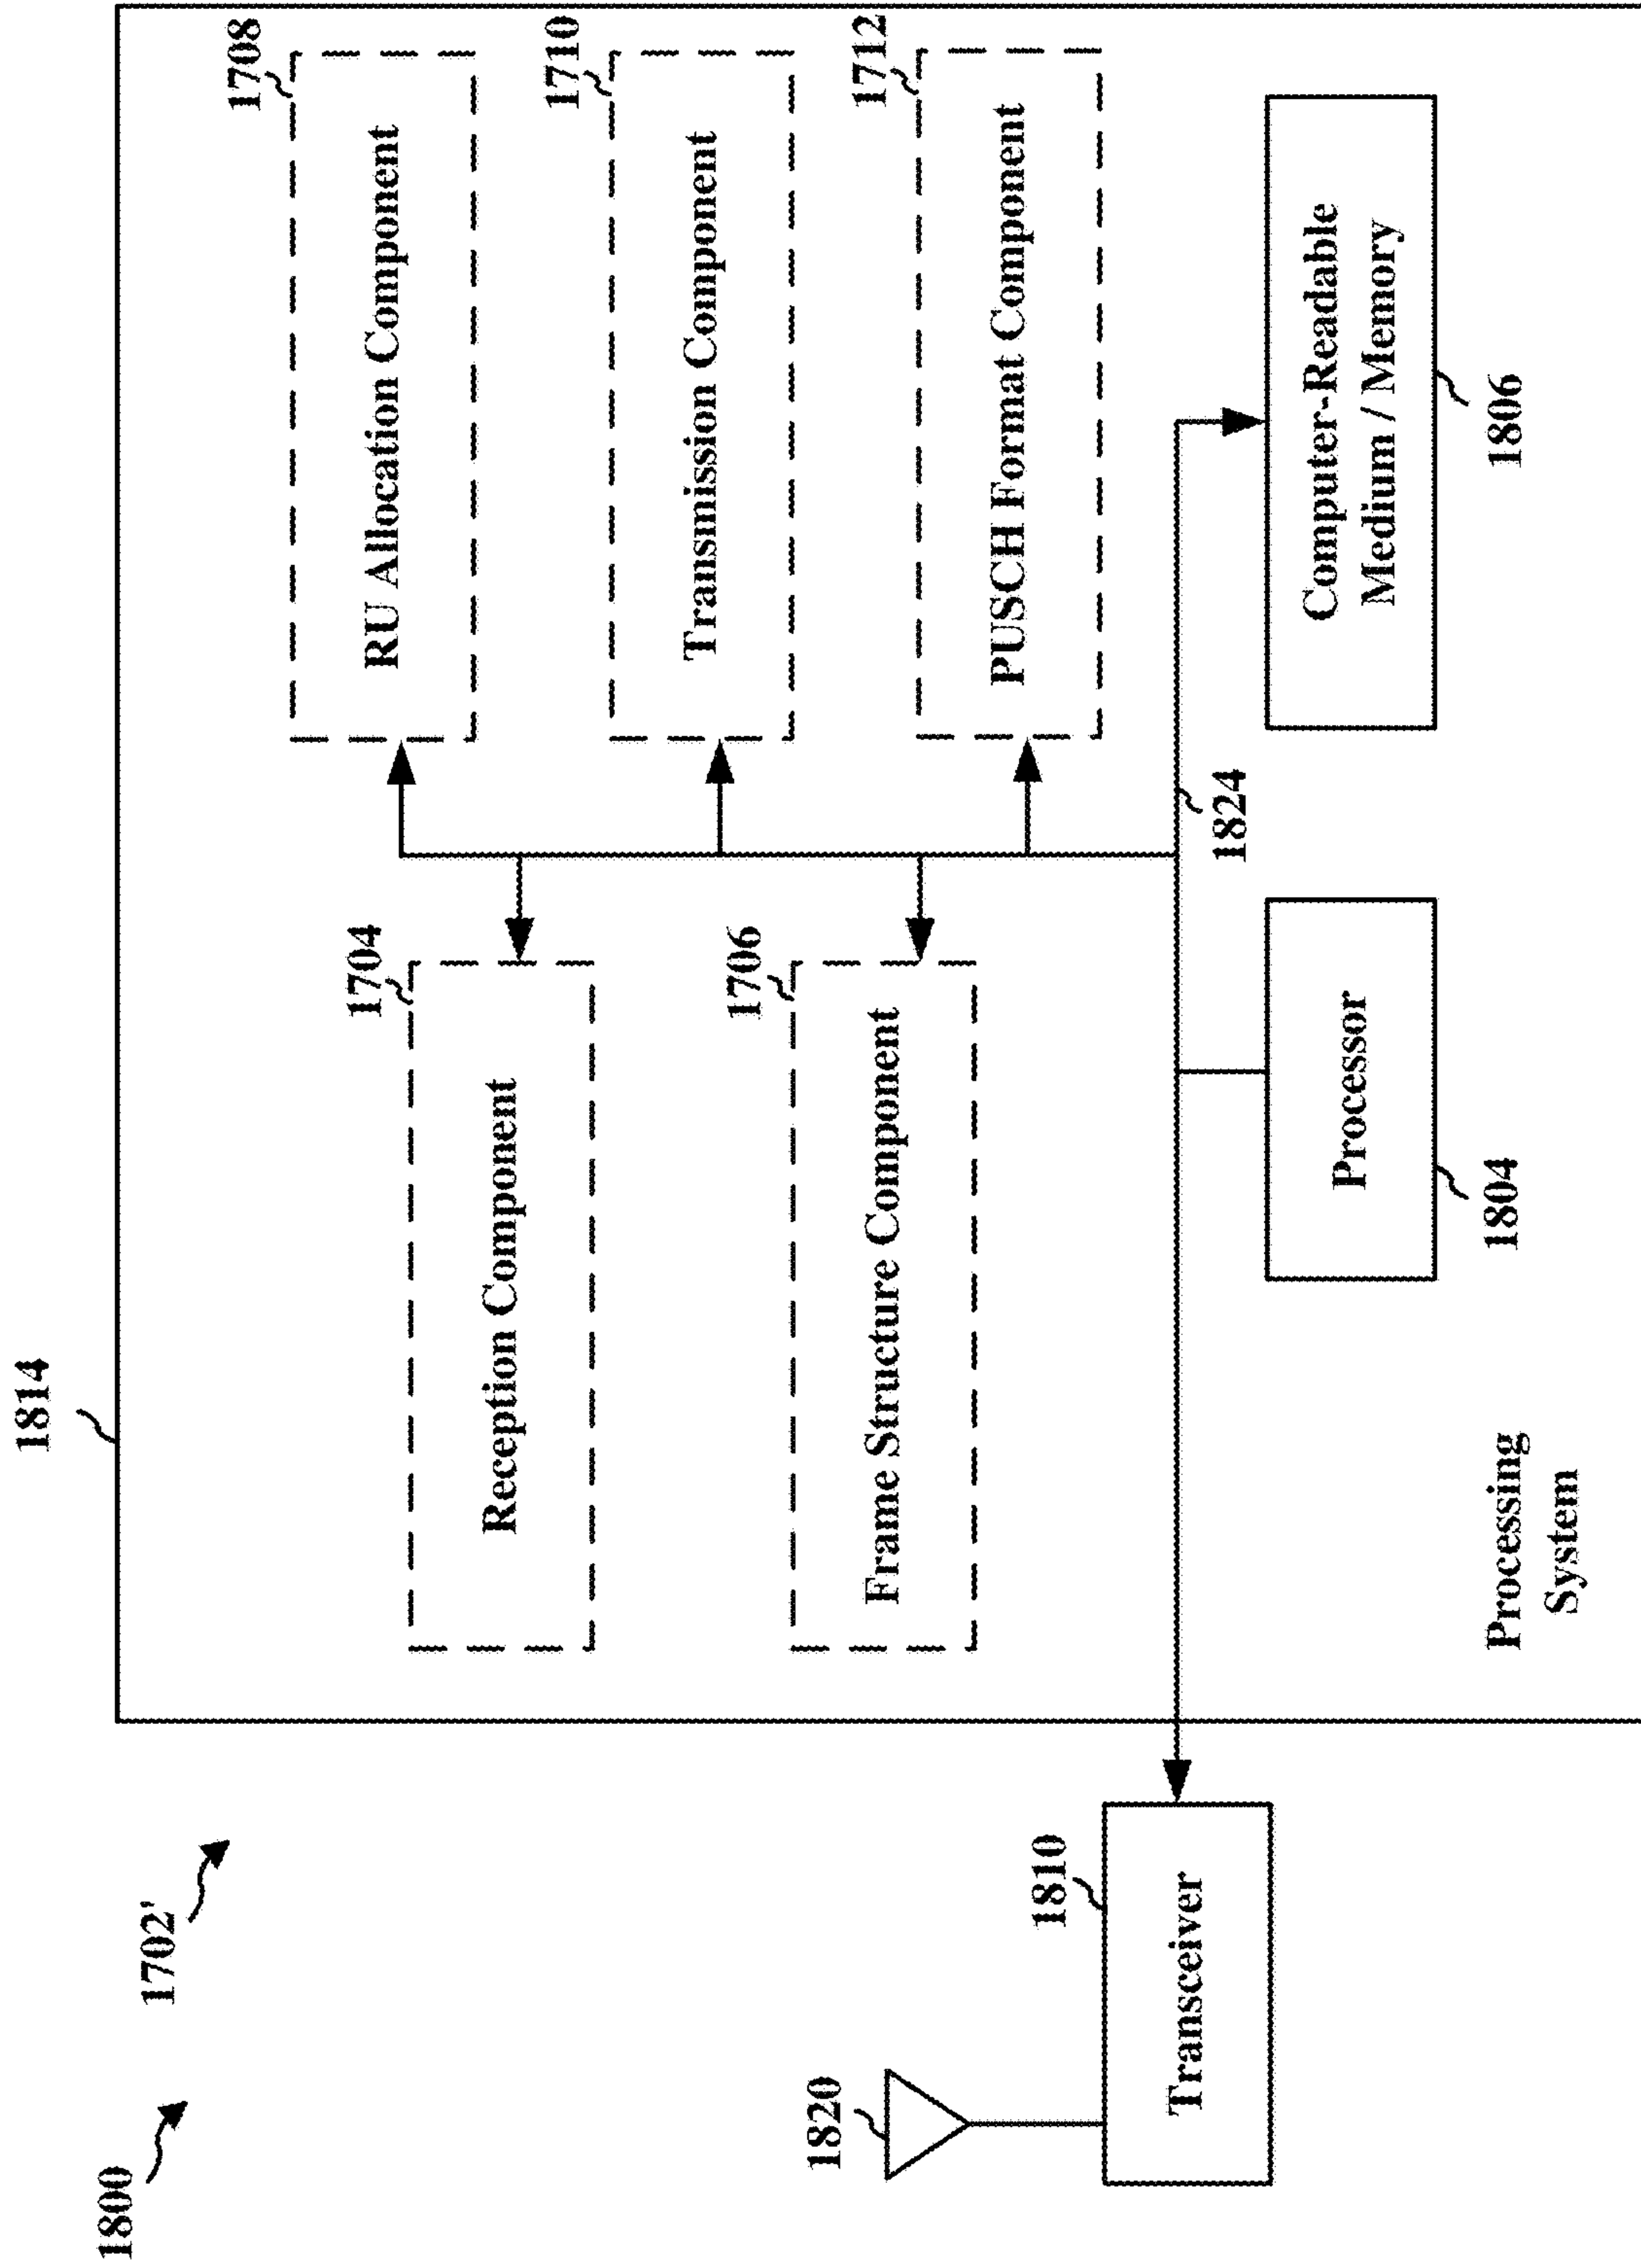 1800
1702'
1814
1704
Reception Component
1706
Frame Structure Component
1708
RU Allocation Component
1710
Transmission Component
1712
PUSCH Format Component
1820
1810
Transceiver
1824
Processor
1804
Computer-Readable
Medium / Memory
1806
Processing
System